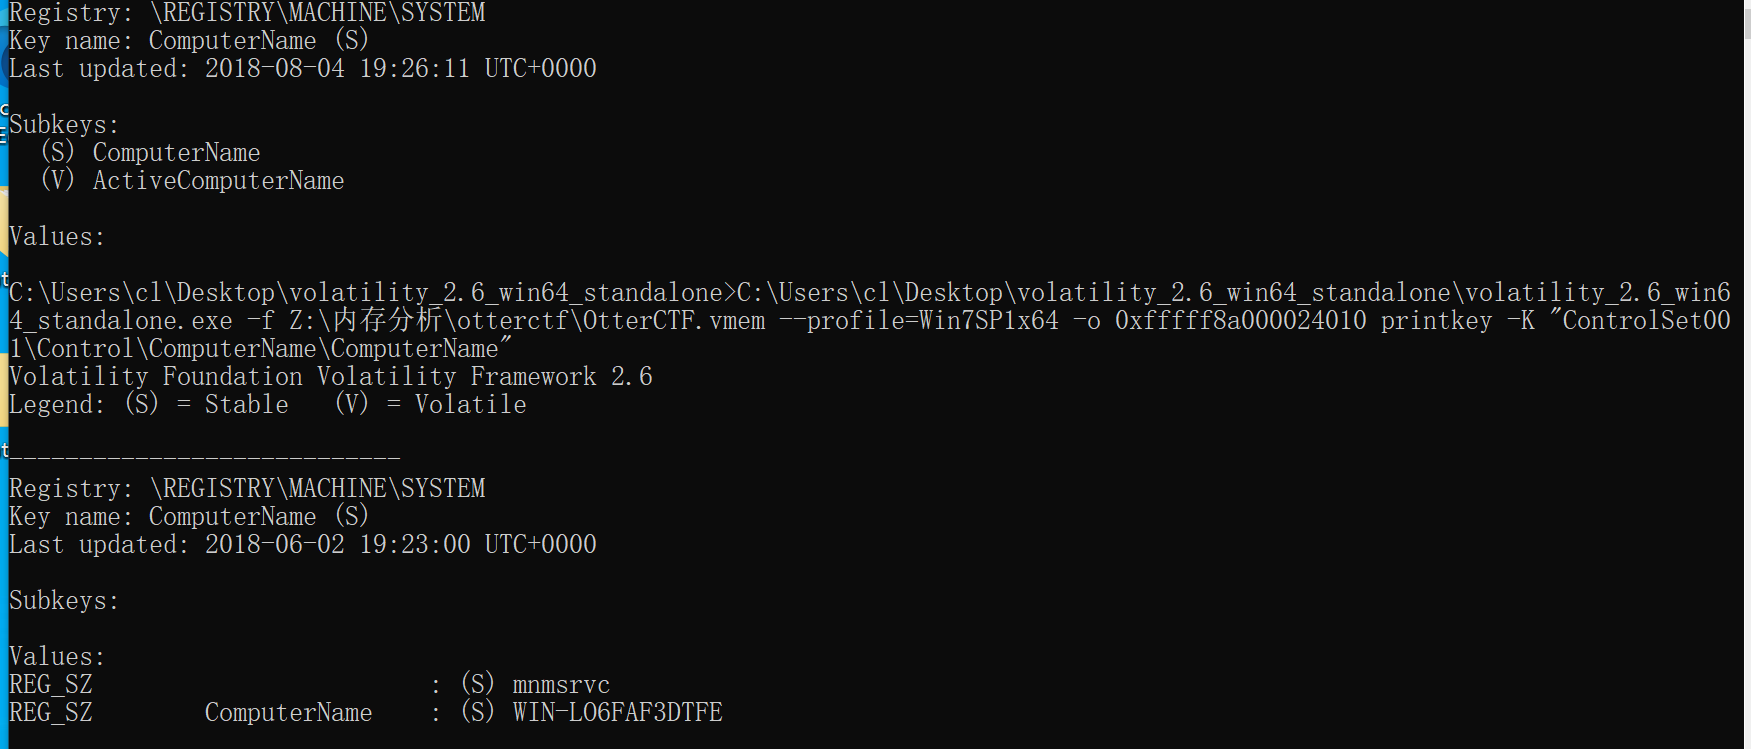 Registry: \REGISTRY\MACHINE\SYSTEM
Key name: ComputerName (S)
Last updated: 2018-08-04 19:26:11 UTC+0000
Subkeys:
(S) ComputerName
(V) ActiveComputerName
Values:
C:\Users\cl\Desktop\volatility_2.6_win64_standalone>C:\Users\cl\Desktop\volatility_2.6_win64_standalone\volatility_2.6_win6
4_standalone.exe -f Z:\内存分析\otterctf\OtterCTF.vmem --profile=Win7SP1x64 -o 0xfffff8a000024010 printkey -K "ControlSet00
1\Control\ComputerName\ComputerName"
Volatility Foundation Volatility Framework 2.6
Legend: (S) = Stable   (V) = Volatile
----------------------------
Registry: \REGISTRY\MACHINE\SYSTEM
Key name: ComputerName (S)
Last updated: 2018-06-02 19:23:00 UTC+0000
Subkeys:
Values:
REG_SZ                        : (S) mnmsrvc
REG_SZ        ComputerName    : (S) WIN-LO6FAF3DTFE